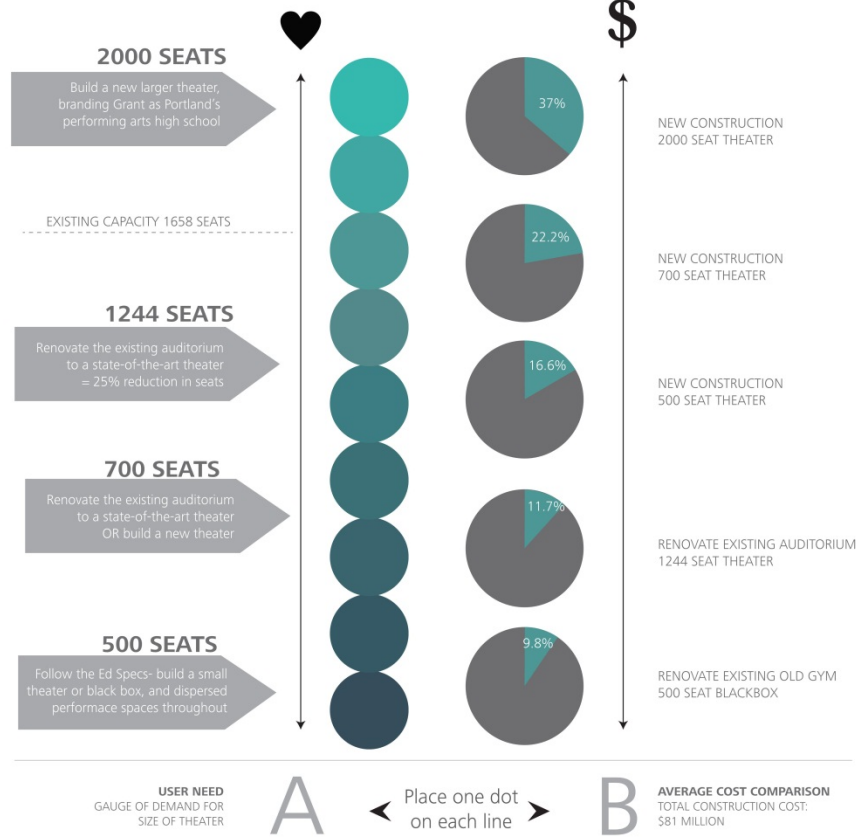 $
2000 SEATS
Build a new larger theater,
branding Grant as Portland's
performing arts high school
EXISTING CAPACITY 1658 SEATS
1244 SEATS
Renovate the existing auditorium
to a state-of-the-art theater
= 25% reduction in seats
700 SEATS
Renovate the existing auditorium
to a state-of-the-art theater
OR build a new theater
500 SEATS
Follow the Ed Specs- build a small
theater or black box, and dispersed
performace spaces throughout
37%
NEW CONSTRUCTION
2000 SEAT THEATER
22.2%
NEW CONSTRUCTION
700 SEAT THEATER
16.6%
NEW CONSTRUCTION
500 SEAT THEATER
11.7%
RENOVATE EXISTING AUDITORIUM
1244 SEAT THEATER
9.8%
RENOVATE EXISTING OLD GYM
500 SEAT BLACKBOX
USER NEED
GAUGE OF DEMAND FOR
SIZE OF THEATER
A
Place one dot
on each line
B
AVERAGE COST COMPARISON
TOTAL CONSTRUCTION COST:
$81 MILLION